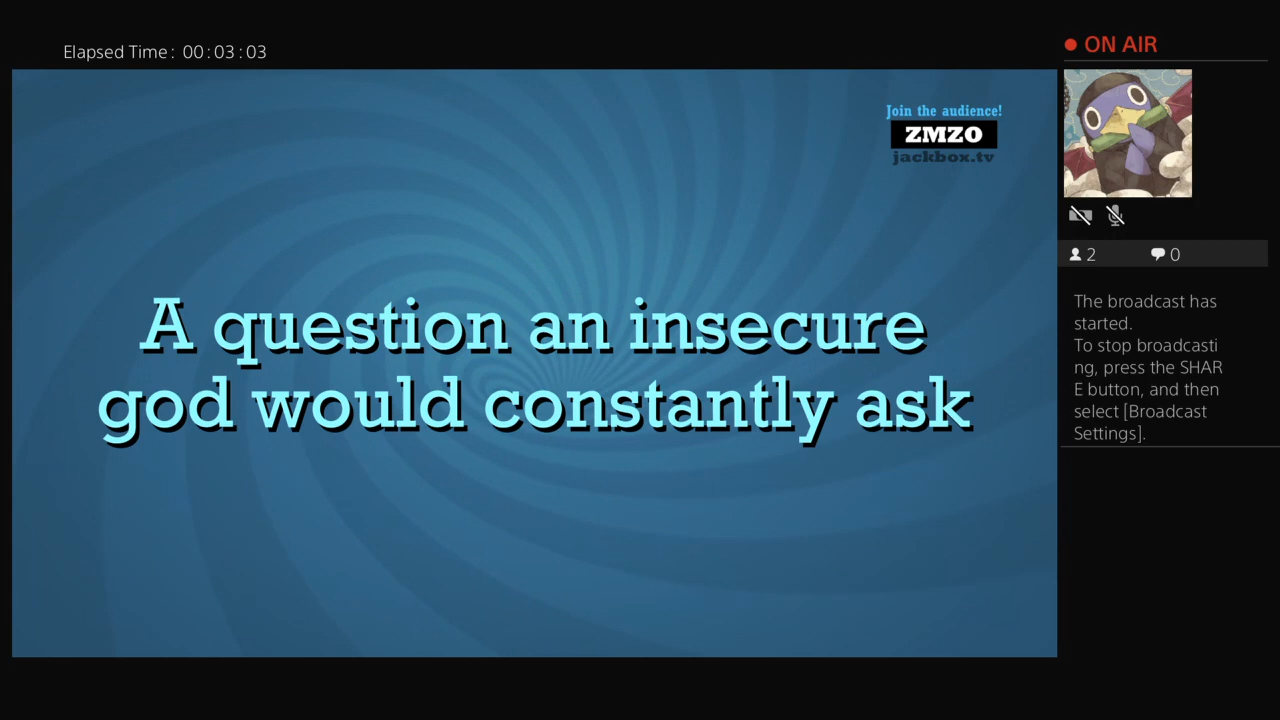 Elapsed Time: 00:03:03
ON AIR
Join the audience!
ZMZO
jackbox.tv
A question an insecure
god would constantly ask
2
0
The broadcast has
started.
To stop broadcasti
ng, press the SHAR
E button, and then
select [Broadcast
Settings].